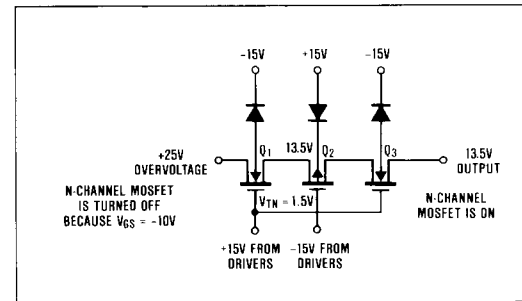 -15V +15V -15V
+25V
OVERVOLTAGE
Q1 13.5V Q2 Q3
13.5V
OUTPUT
N-CHANNEL MOSFET
IS TURNED OFF
BECAUSE VGS = -10V
VTN = 1.5V
N-CHANNEL
MOSFET IS ON
+15V FROM
DRIVERS
-15V FROM
DRIVERS